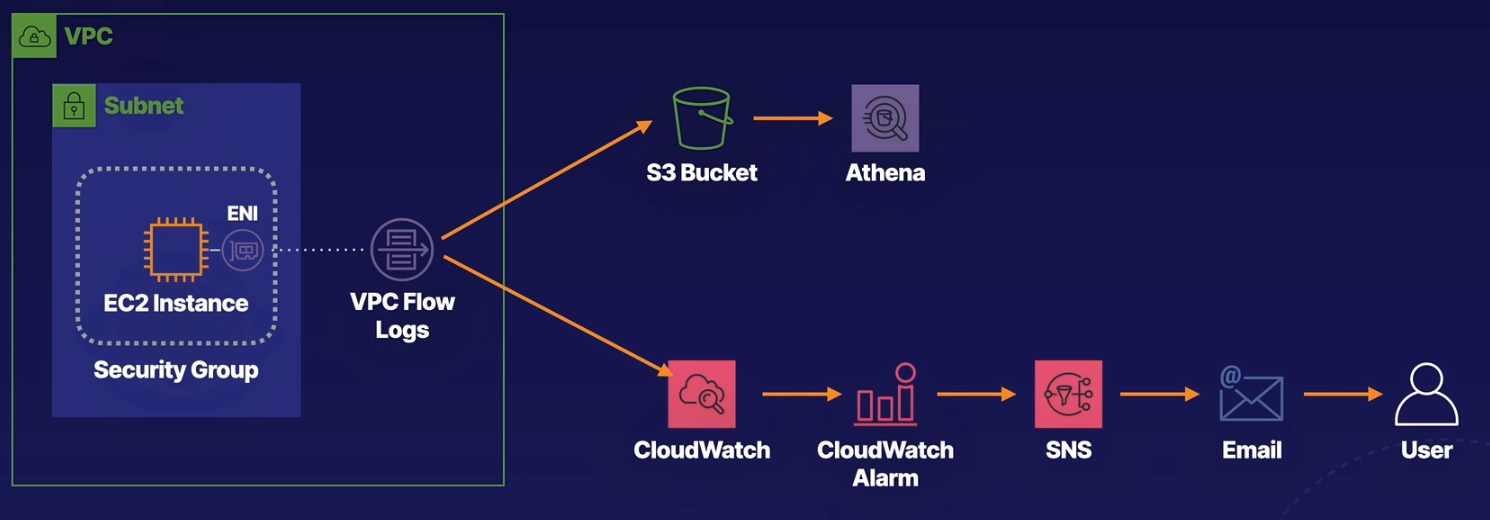 VPC
Subnet
ENI
EC2 Instance
Security Group
VPC Flow
Logs
S3 Bucket
Athena
CloudWatch
CloudWatch
Alarm
SNS
@
Email
User